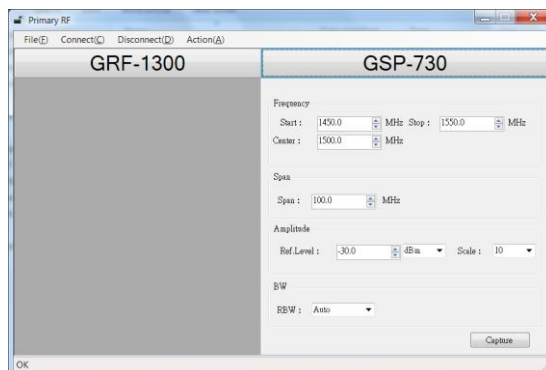 Primary RF
File(F) Connect(C) Disconnect(D) Action(A)
GRF-1300 GSP-730
Frequency
Start : 1450.0 MHz Stop : 1550.0 MHz
Center : 1500.0 MHz
Span
Span : 100.0 MHz
Amplitude
Ref.Level : -30.0 dBm Scale : 10
BW
RBW : Auto
Capture
OK